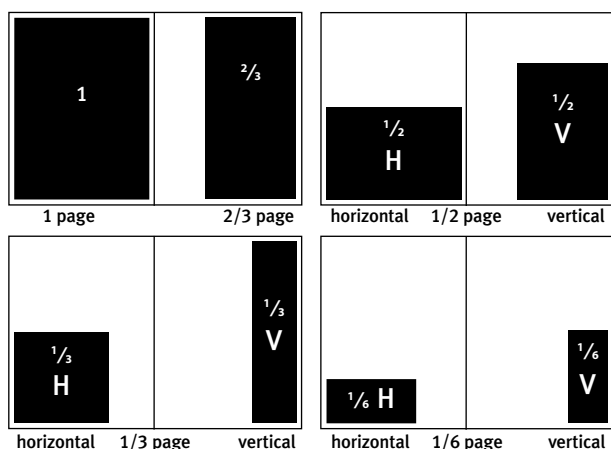 1
²/₃
1 page
2/3 page
¹/₂
H
¹/₂
V
horizontal 1/2 page vertical
¹/₃
H
¹/₃
V
horizontal 1/3 page vertical
¹/₆ H
¹/₆
V
horizontal 1/6 page vertical